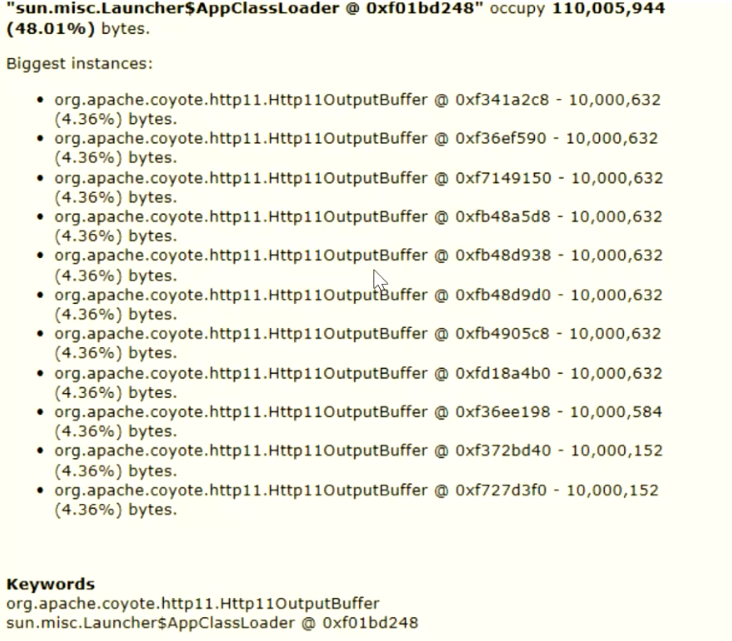 "sun.misc.Launcher$AppClassLoader @ 0xf01bd248" occupy 110,005,944
(48.01%) bytes.
Biggest instances:
• org.apache.coyote.http11.Http11OutputBuffer @ 0xf341a2c8 - 10,000,632
(4.36%) bytes.
• org.apache.coyote.http11.Http11OutputBuffer @ 0xf36ef590 - 10,000,632
(4.36%) bytes.
• org.apache.coyote.http11.Http11OutputBuffer @ 0xf7149150 - 10,000,632
(4.36%) bytes.
• org.apache.coyote.http11.Http11OutputBuffer @ 0xfb48a5d8 - 10,000,632
(4.36%) bytes.
• org.apache.coyote.http11.Http11OutputBuffer @ 0xfb48d938 - 10,000,632
(4.36%) bytes.
• org.apache.coyote.http11.Http11OutputBuffer @ 0xfb48d9d0 - 10,000,632
(4.36%) bytes.
• org.apache.coyote.http11.Http11OutputBuffer @ 0xfb4905c8 - 10,000,632
(4.36%) bytes.
• org.apache.coyote.http11.Http11OutputBuffer @ 0xfd18a4b0 - 10,000,632
(4.36%) bytes.
• org.apache.coyote.http11.Http11OutputBuffer @ 0xf36ee198 - 10,000,584
(4.36%) bytes.
• org.apache.coyote.http11.Http11OutputBuffer @ 0xf372bd40 - 10,000,152
(4.36%) bytes.
• org.apache.coyote.http11.Http11OutputBuffer @ 0xf727d3f0 - 10,000,152
(4.36%) bytes.
Keywords
org.apache.coyote.http11.Http11OutputBuffer
sun.misc.Launcher$AppClassLoader @ 0xf01bd248